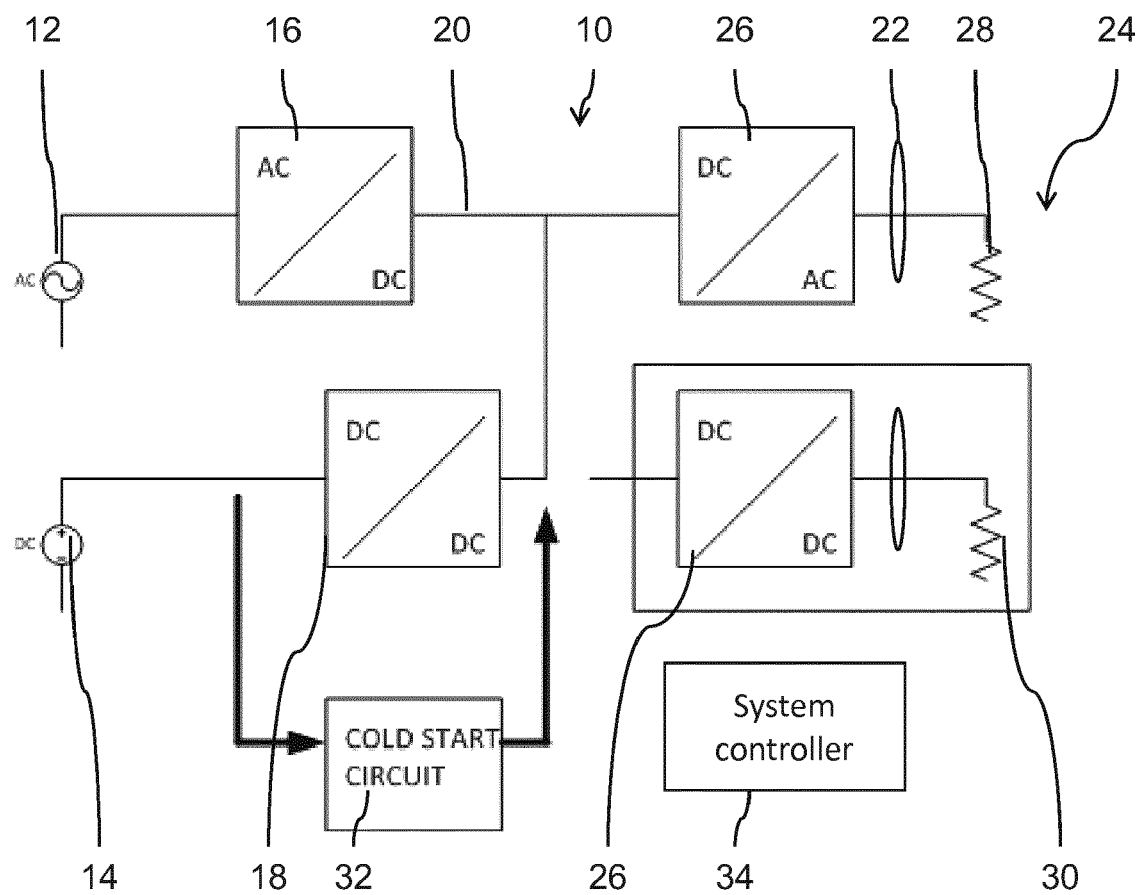 12
16
20
10
26
22
28
24
AC
DC
DC
AC
AC
DC
DC
DC
DC
DC
+
-
COLD START
CIRCUIT
System
controller
14
18
32
26
34
30